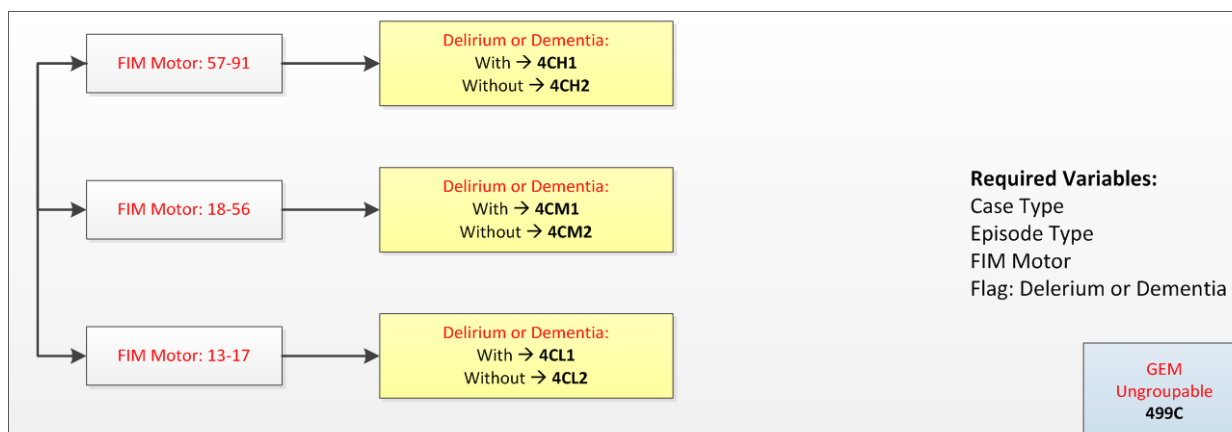 FIM Motor: 57-91
Delirium or Dementia:
With → 4CH1
Without → 4CH2
FIM Motor: 18-56
Delirium or Dementia:
With → 4CM1
Without → 4CM2
FIM Motor: 13-17
Delirium or Dementia:
With → 4CL1
Without → 4CL2
Required Variables:
Case Type
Episode Type
FIM Motor
Flag: Delerium or Dementia
GEM
Ungroupable
499C